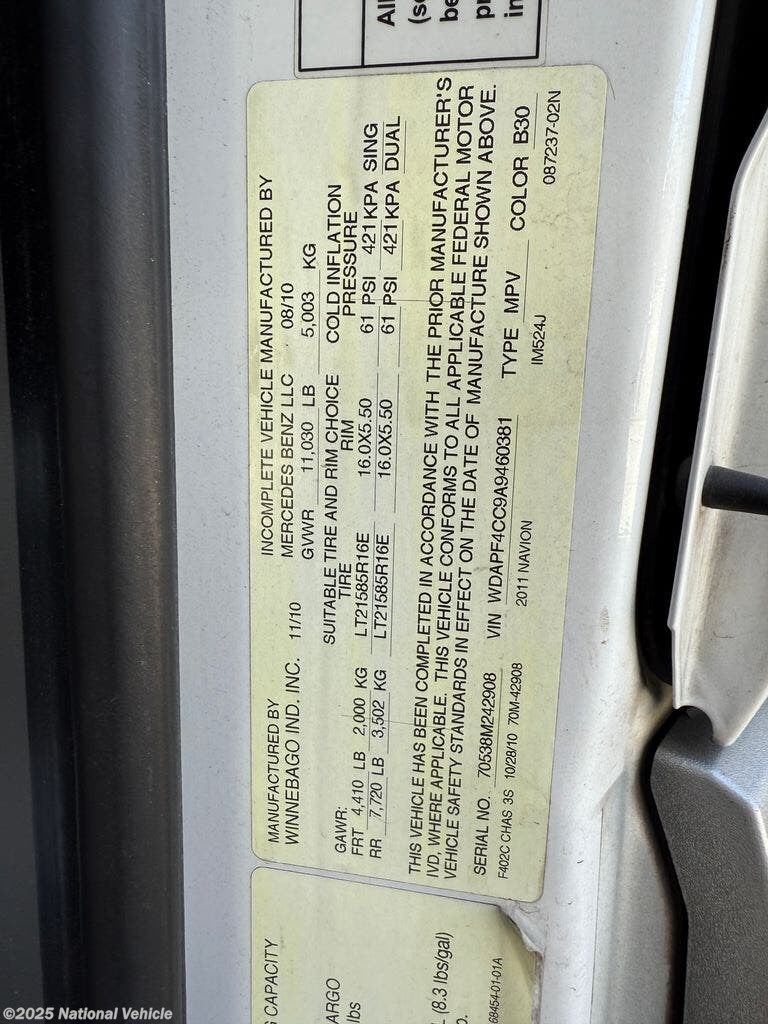 All
(so
be
pr
in
MANUFACTURED BY INCOMPLETE VEHICLE MANUFACTURED BY
WINNEBAGO IND. INC. 11/10 MERCEDES BENZ LLC 08/10
GVWR 11,030 LB 5,003 KG
SUITABLE TIRE AND RIM CHOICE COLD INFLATION
GAWR: TIRE RIM PRESSURE
FRT 4,410 LB 2,000 KG LT21585R16E 16.0X5.50 61 PSI 421 KPA SING
RR 7,720 LB 3,502 KG LT21585R16E 16.0X5.50 61 PSI 421 KPA DUAL
THIS VEHICLE HAS BEEN COMPLETED IN ACCORDANCE WITH THE PRIOR MANUFACTURER'S
IVD, WHERE APPLICABLE. THIS VEHICLE CONFORMS TO ALL APPLICABLE FEDERAL MOTOR
VEHICLE SAFETY STANDARDS IN EFFECT ON THE DATE OF MANUFACTURE SHOWN ABOVE.
SERIAL NO. 70538M242908 VIN WDAPF4CC9A9460381 TYPE MPV COLOR B30
F402C CHAS 3S 10/28/10 70M-42908 2011 NAVION IM524J 087237-02N
G CAPACITY
ARGO
lbs
L (8.3 lbs/gal)
o.
68454-01-01A
©2025 National Vehicle